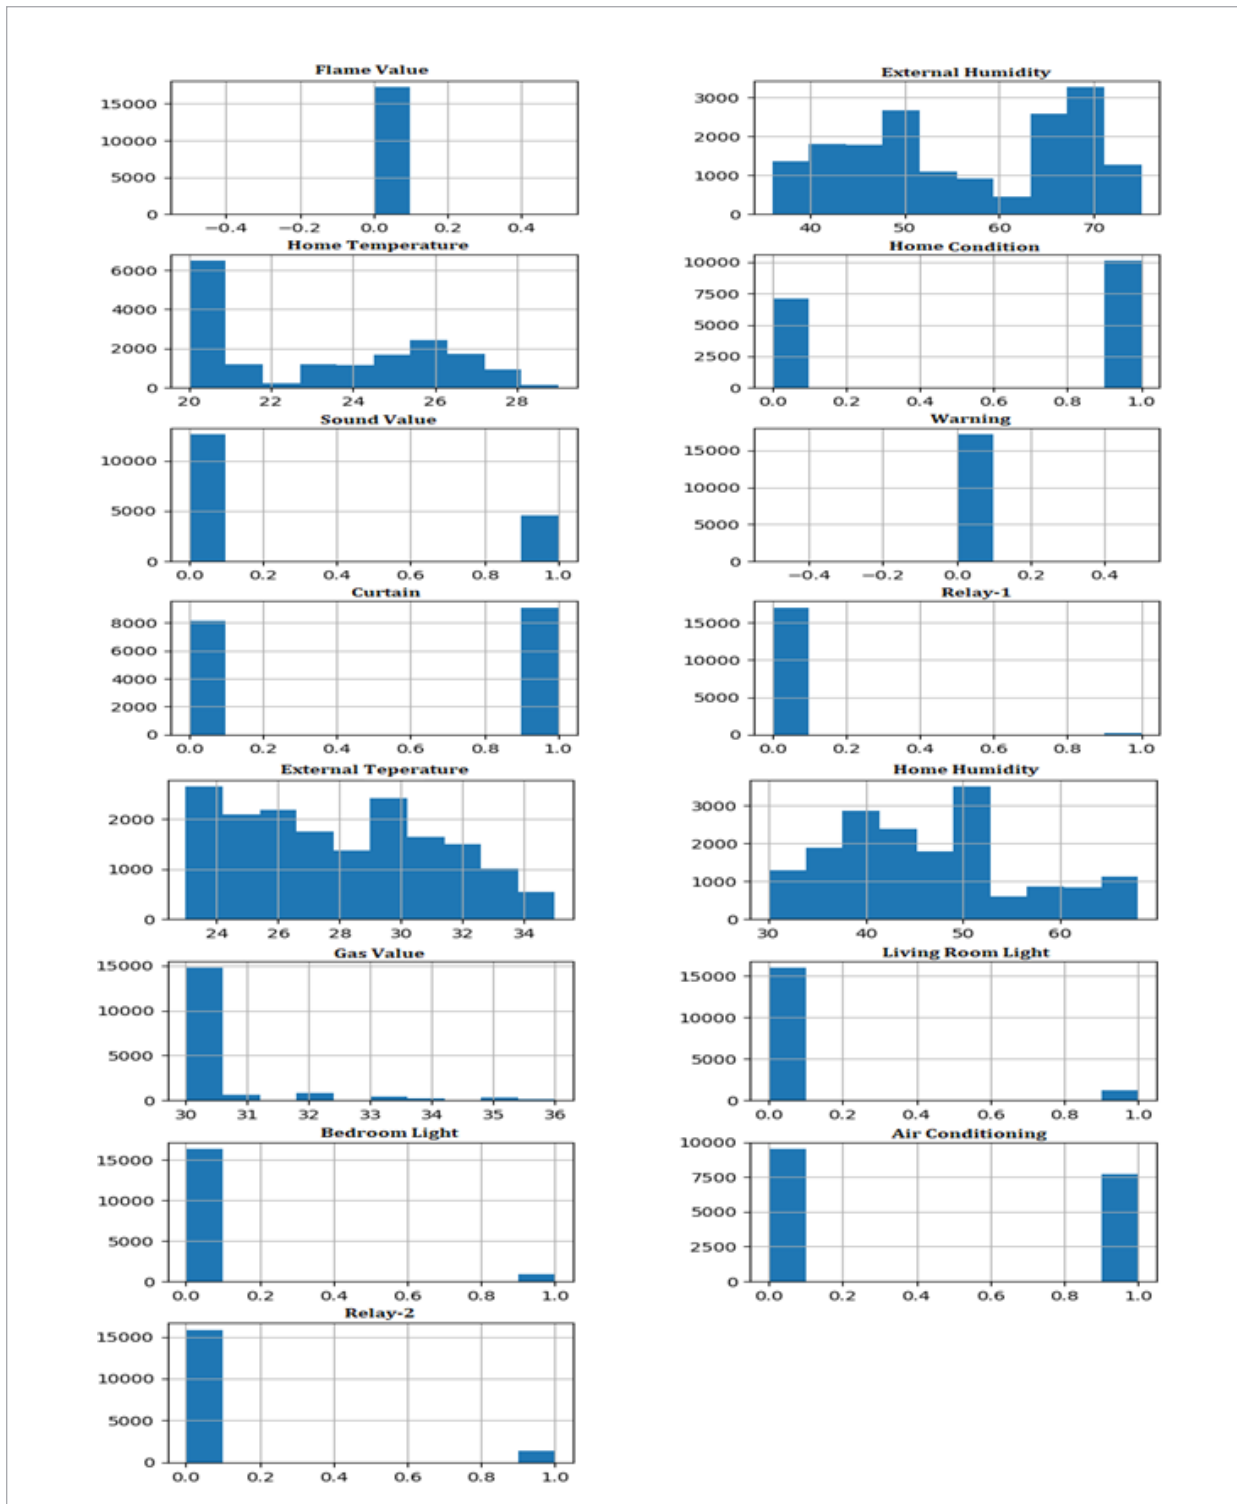 Flame Value
15000
10000
5000
0
−0.4 −0.2 0.0 0.2 0.4
External Humidity
3000
2000
1000
0
40 50 60 70
Home Temperature
6000
4000
2000
0
20 22 24 26 28
Home Condition
10000
7500
5000
2500
0
0.0 0.2 0.4 0.6 0.8 1.0
Sound Value
10000
5000
0
0.0 0.2 0.4 0.6 0.8 1.0
Warning
15000
10000
5000
0
−0.4 −0.2 0.0 0.2 0.4
Curtain
8000
6000
4000
2000
0
0.0 0.2 0.4 0.6 0.8 1.0
Relay-1
15000
10000
5000
0
0.0 0.2 0.4 0.6 0.8 1.0
External Teperature
2000
1000
0
24 26 28 30 32 34
Home Humidity
3000
2000
1000
0
30 40 50 60
Gas Value
15000
10000
5000
0
30 31 32 33 34 35 36
Living Room Light
15000
10000
5000
0
0.0 0.2 0.4 0.6 0.8 1.0
Bedroom Light
15000
10000
5000
0
0.0 0.2 0.4 0.6 0.8 1.0
Air Conditioning
10000
7500
5000
2500
0
0.0 0.2 0.4 0.6 0.8 1.0
Relay-2
15000
10000
5000
0
0.0 0.2 0.4 0.6 0.8 1.0